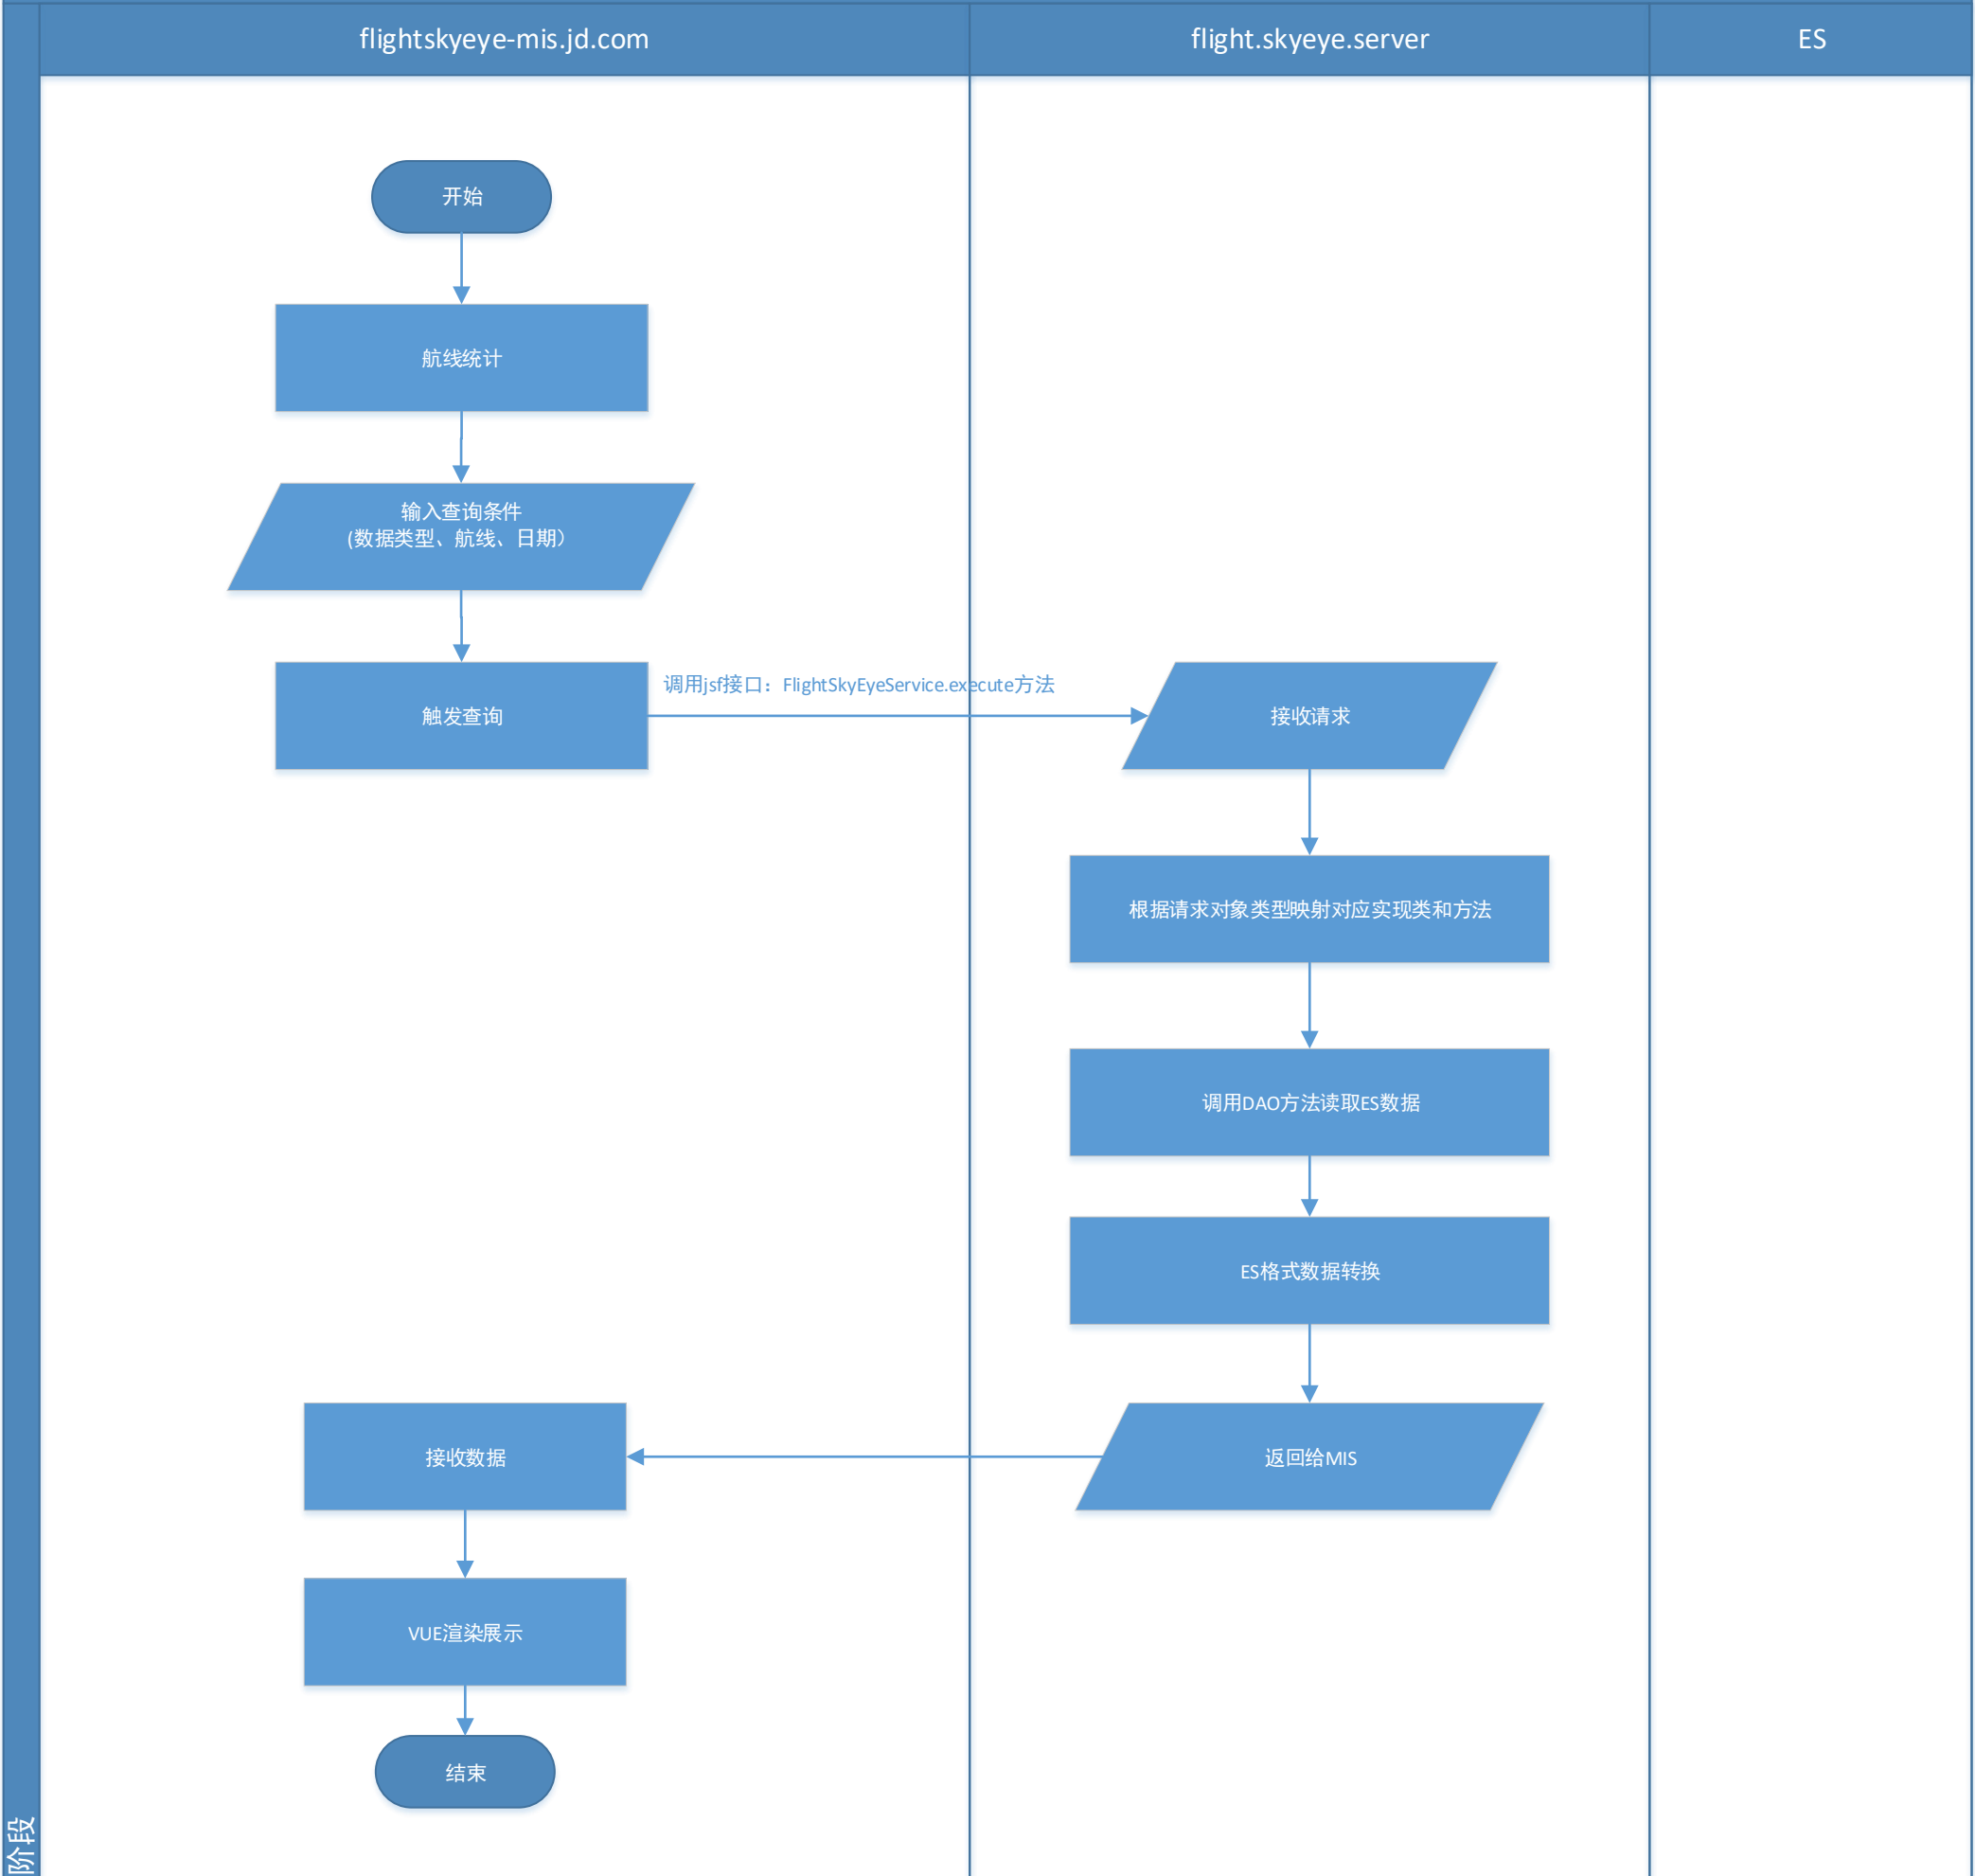 flightskyeye-mis.jd.com
flight.skyeye.server
ES
开始
航线统计
输入查询条件
(数据类型、航线、日期）
触发查询
调用jsf接口：FlightSkyEyeService.execute方法
接收请求
根据请求对象类型映射对应实现类和方法
调用DAO方法读取ES数据
ES格式数据转换
返回给MIS
接收数据
VUE渲染展示
结束
阶段